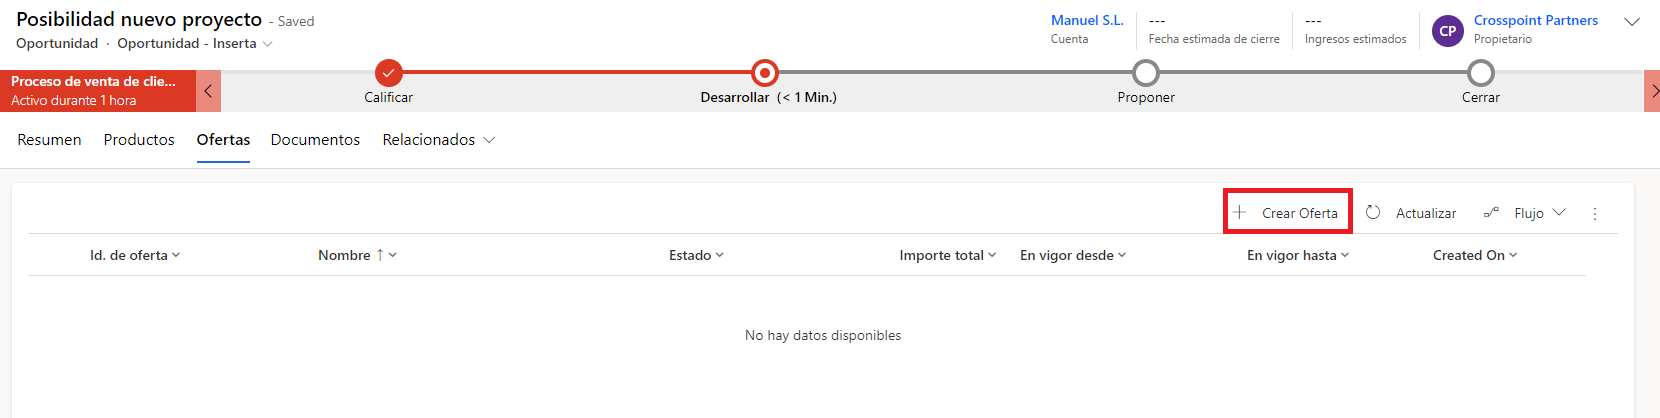 Posibilidad nuevo proyecto - Saved
Oportunidad · Oportunidad - Inserta
Manuel S.L.
Cuenta
---
Fecha estimada de cierre
---
Ingresos estimados
CP
Crosspoint Partners
Propietario
Proceso de venta de clie...
Activo durante 1 hora
Calificar
Desarrollar (< 1 Min.)
Proponer
Cerrar
Resumen Productos Ofertas Documentos Relacionados
+ Crear Oferta Actualizar Flujo
Id. de oferta Nombre ↑ Estado Importe total En vigor desde En vigor hasta Created On
No hay datos disponibles